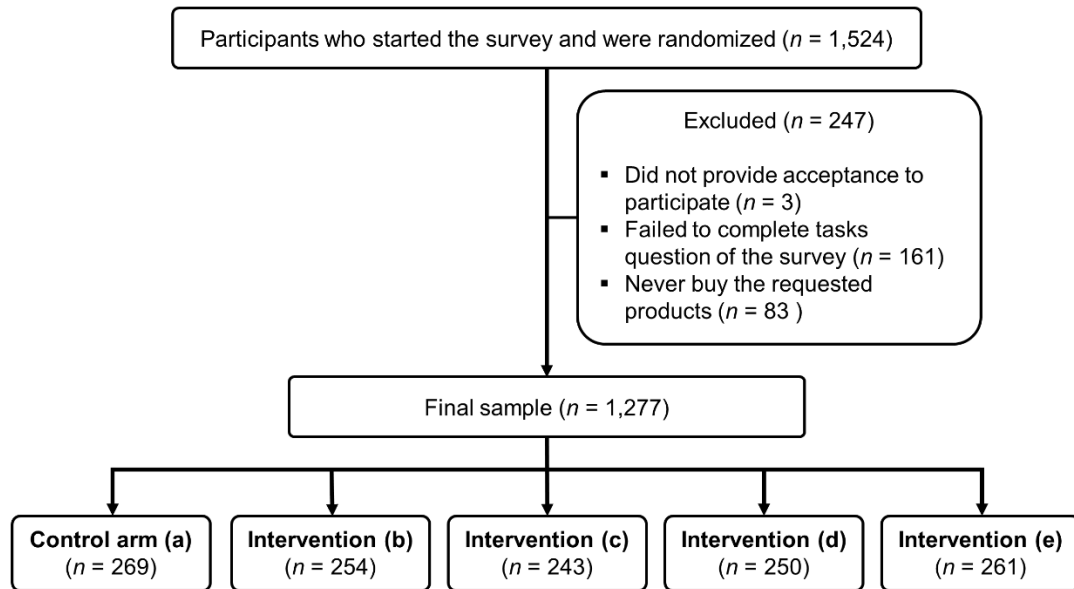 Participants who started the survey and were randomized (n = 1,524)
Excluded (n = 247)
▪ Did not provide acceptance to
participate (n = 3)
▪ Failed to complete tasks
question of the survey (n = 161)
▪ Never buy the requested
products (n = 83 )
Final sample (n = 1,277)
Control arm (a)
(n = 269)
Intervention (b)
(n = 254)
Intervention (c)
(n = 243)
Intervention (d)
(n = 250)
Intervention (e)
(n = 261)